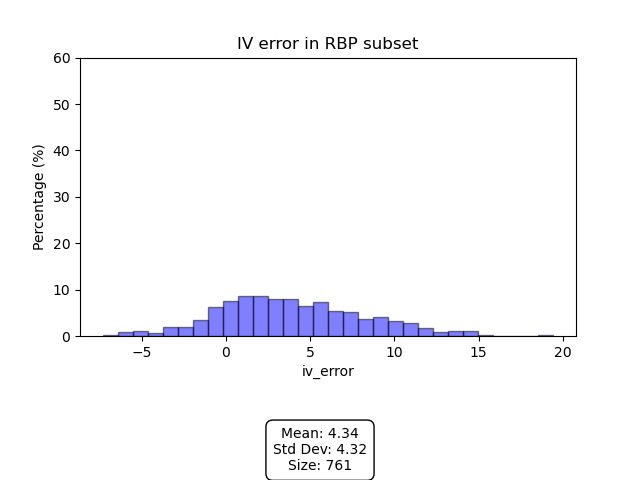 IV error in RBP subset
60
50
40
30
20
10
0
Percentage (%)
−5
0
5
10
15
20
iv_error
Mean: 4.34
Std Dev: 4.32
Size: 761